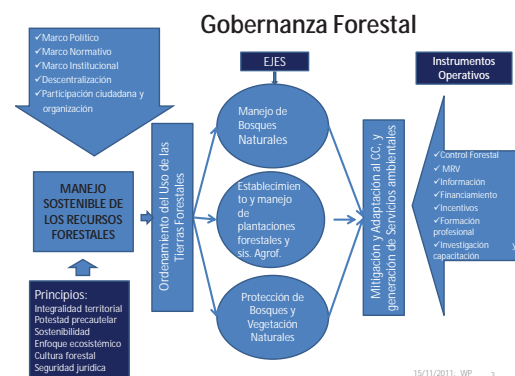 Gobernanza Forestal
✓Marco Político
✓Marco Normativo
✓Marco Institucional
✓Descentralización
✓Participación ciudadana y
organización
EJES
Instrumentos
Operativos
MANEJO
SOSTENIBLE DE
LOS RECURSOS
FORESTALES
Ordenamiento del Uso de las
Tierras Forestales
Manejo de
Bosques
Naturales
Establecimien
to y manejo
de
plantaciones
forestales y
sis. Agrof.
Protección de
Bosques y
Vegetación
Naturales
Mitigación y Adaptación al CC, y
generación de Servicios ambientales
✓Control Forestal
✓ MRV
✓Información
✓Financiamiento
✓Incentivos
✓Formación
profesional
✓Investigación y
capacitación
Principios:
Integralidad territorial
Potestad precautelar
Sostenibilidad
Enfoque ecosistémico
Cultura forestal
Seguridad jurídica
15/11/2011; WP 3